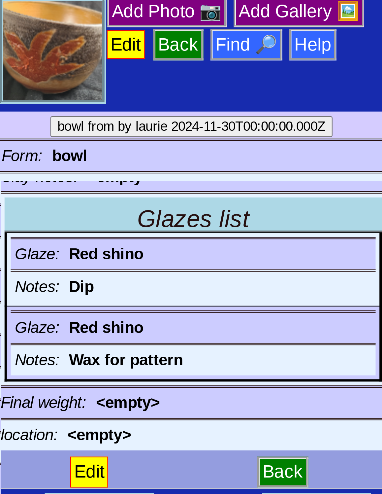 Add Photo 📷 Add Gallery 🖼️
Edit Back Find 🔎 Help
bowl from by laurie 2024-11-30T00:00:00.000Z
Form: bowl
Glazes list
Glaze: Red shino
Notes: Dip
Glaze: Red shino
Notes: Wax for pattern
Final weight: <empty>
location: <empty>
Edit Back